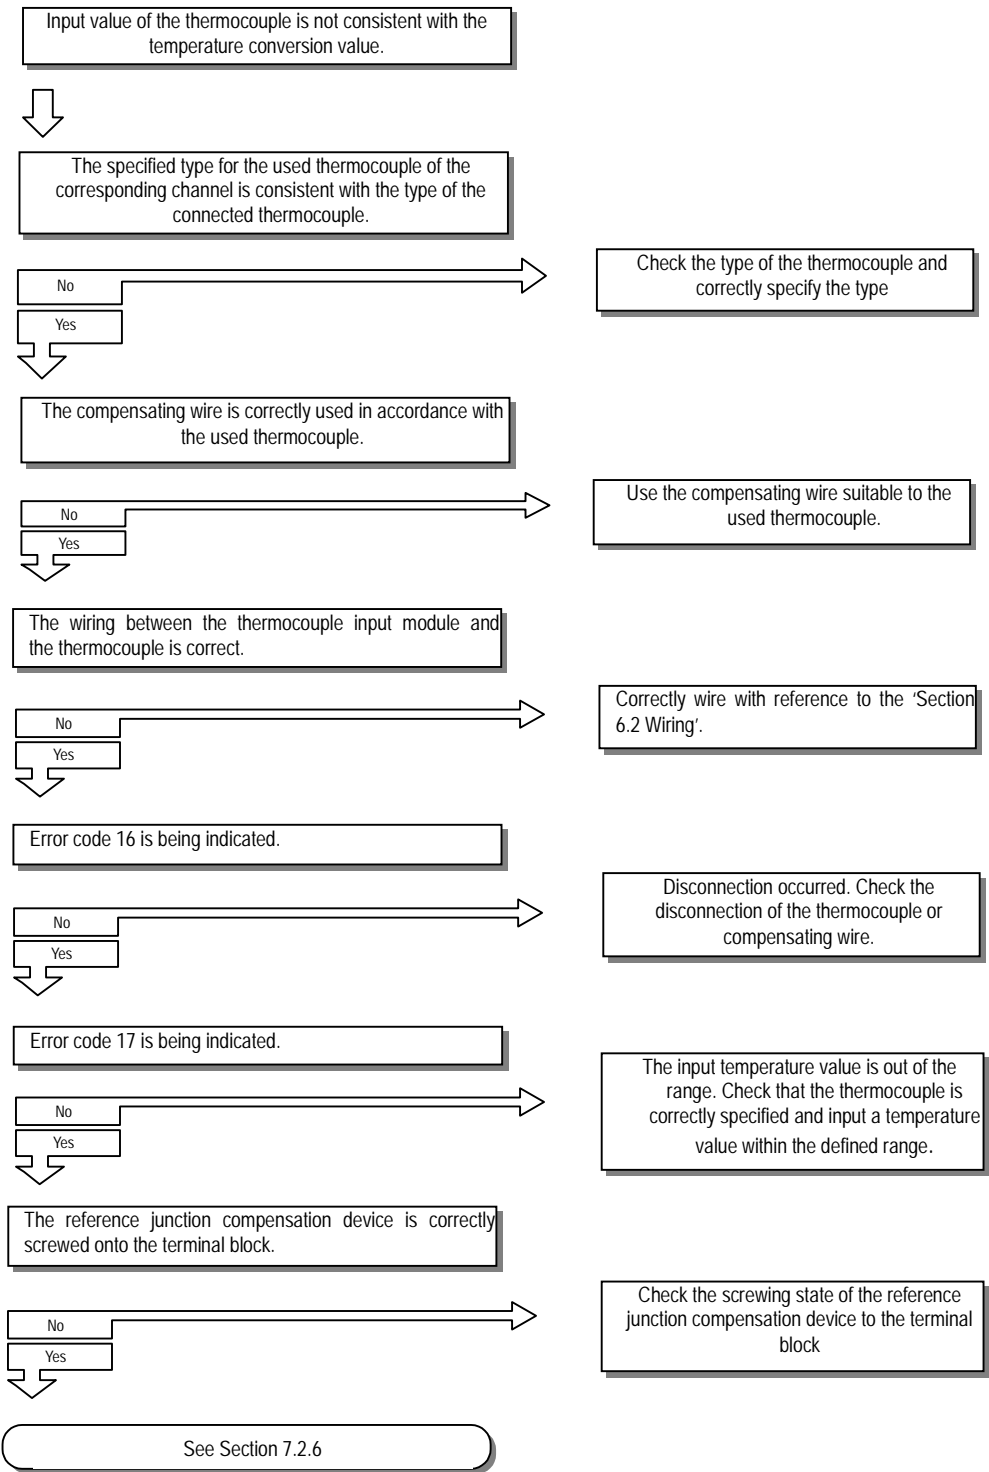 Input value of the thermocouple is not consistent with the
temperature conversion value.
The specified type for the used thermocouple of the
corresponding channel is consistent with the type of the
connected thermocouple.
No
Check the type of the thermocouple and
correctly specify the type
Yes
The compensating wire is correctly used in accordance with
the used thermocouple.
No
Use the compensating wire suitable to the
used thermocouple.
Yes
The wiring between the thermocouple input module and
the thermocouple is correct.
No
Correctly wire with reference to the ‘Section
6.2 Wiring’.
Yes
Error code 16 is being indicated.
No
Disconnection occurred. Check the
disconnection of the thermocouple or
compensating wire.
Yes
Error code 17 is being indicated.
No
The input temperature value is out of the
range. Check that the thermocouple is
correctly specified and input a temperature
value within the defined range.
Yes
The reference junction compensation device is correctly
screwed onto the terminal block.
No
Check the screwing state of the reference
junction compensation device to the terminal
block
Yes
See Section 7.2.6